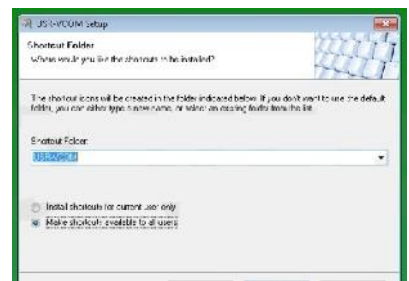 USR-VCOM Setup
Shortcut Folder
Where would you like the shortcuts to be installed?
The shortcut icons will be created in the folder indicated below. If you don't want to use the default
folder, you can either type a new name, or select an existing folder from the list.
Shortcut Folder:
USR-VCOM
Install shortcuts for current user only
Make shortcuts available to all users